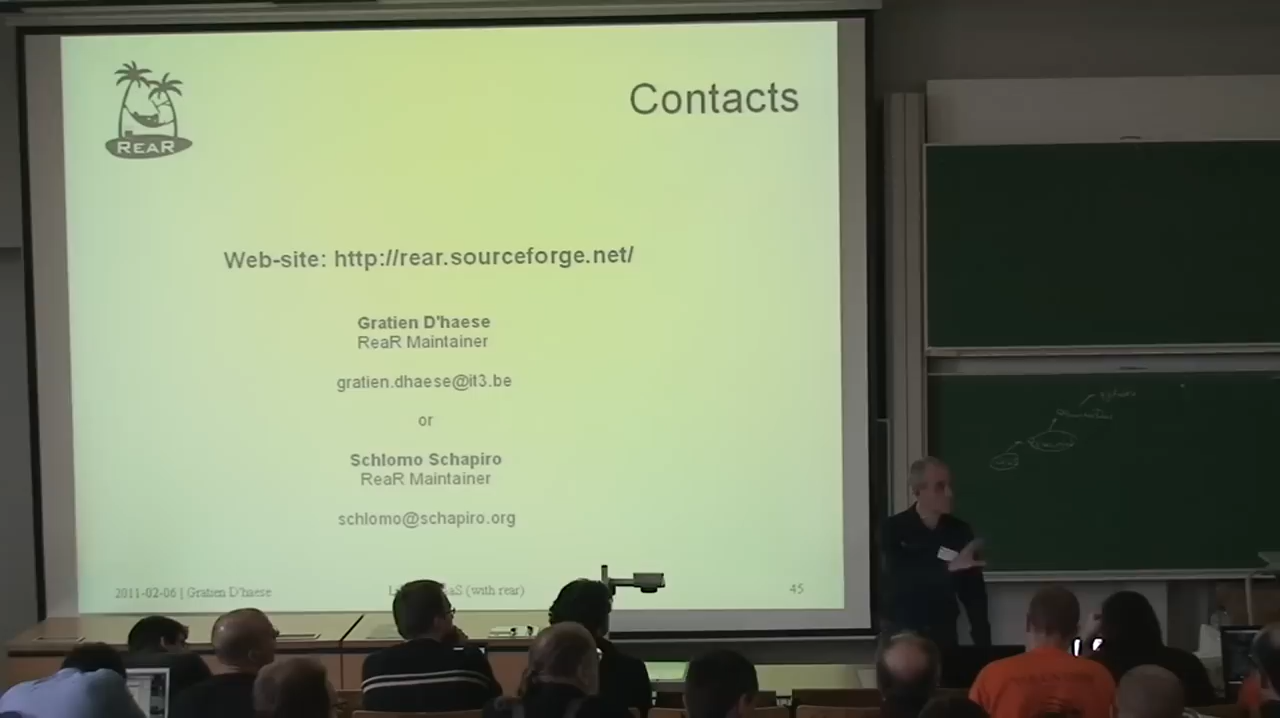 ReaR
Contacts
Web-site: http://rear.sourceforge.net/
Gratien D'haese
ReaR Maintainer
gratien.dhaese@it3.be
or
Schlomo Schapiro
ReaR Maintainer
schlomo@schapiro.org
2011-02-06 | Gratien D'haese
(with rear)
45